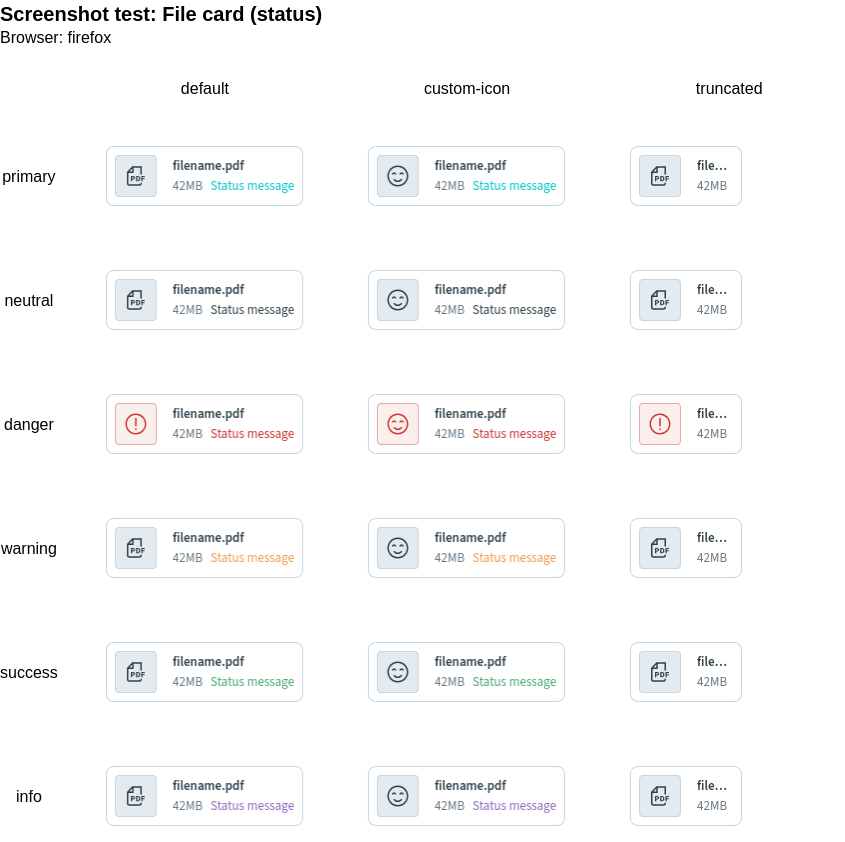 Screenshot test: File card (status)
Browser: firefox
default custom-icon truncated
primary
filename.pdf filename.pdf file...
PDF 42MB Status message 42MB Status message PDF 42MB
neutral
filename.pdf filename.pdf file...
PDF 42MB Status message 42MB Status message PDF 42MB
danger
filename.pdf filename.pdf file...
42MB Status message 42MB Status message 42MB
warning
filename.pdf filename.pdf file...
PDF 42MB Status message 42MB Status message PDF 42MB
success
filename.pdf filename.pdf file...
PDF 42MB Status message 42MB Status message PDF 42MB
info
filename.pdf filename.pdf file...
PDF 42MB Status message 42MB Status message PDF 42MB